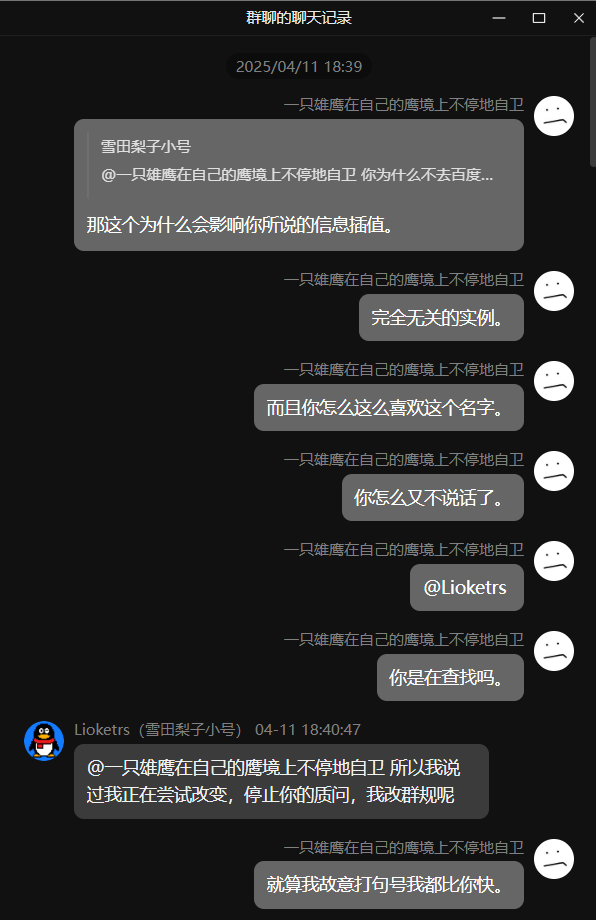 群聊的聊天记录
2025/04/11 18:39
一只雄鹰在自己的鹰境上不停地自卫
雪田梨子小号
@一只雄鹰在自己的鹰境上不停地自卫 你为什么不去百度...
那这个为什么会影响你所说的信息插值。
一只雄鹰在自己的鹰境上不停地自卫
完全无关的实例。
一只雄鹰在自己的鹰境上不停地自卫
而且你怎么这么喜欢这个名字。
一只雄鹰在自己的鹰境上不停地自卫
你怎么又不说话了。
一只雄鹰在自己的鹰境上不停地自卫
@Lioketrs
一只雄鹰在自己的鹰境上不停地自卫
你是在查找吗。
Lioketrs（雪田梨子小号） 04-11 18:40:47
@一只雄鹰在自己的鹰境上不停地自卫 所以我说
过我正在尝试改变，停止你的质问，我改群规呢
一只雄鹰在自己的鹰境上不停地自卫
就算我故意打句号我都比你快。